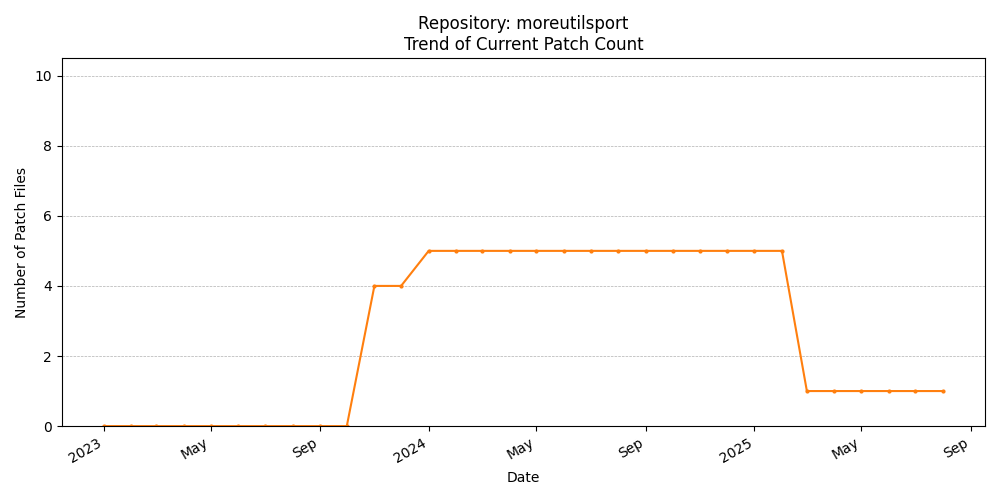 Repository: moreutilsport
Trend of Current Patch Count
Number of Patch Files
10
8
6
4
2
0
2023
May
Sep
2024
May
Sep
2025
May
Sep
Date